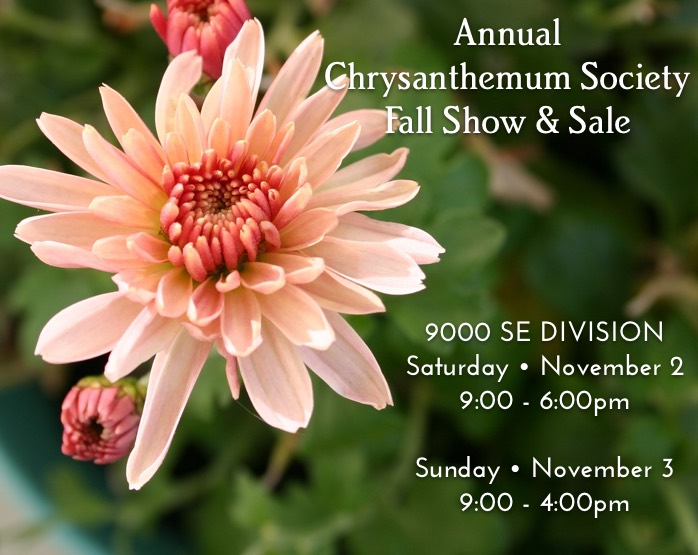 Annual
Chrysanthemum Society
Fall Show & Sale
9000 SE DIVISION
Saturday • November 2
9:00 - 6:00pm
Sunday • November 3
9:00 - 4:00pm